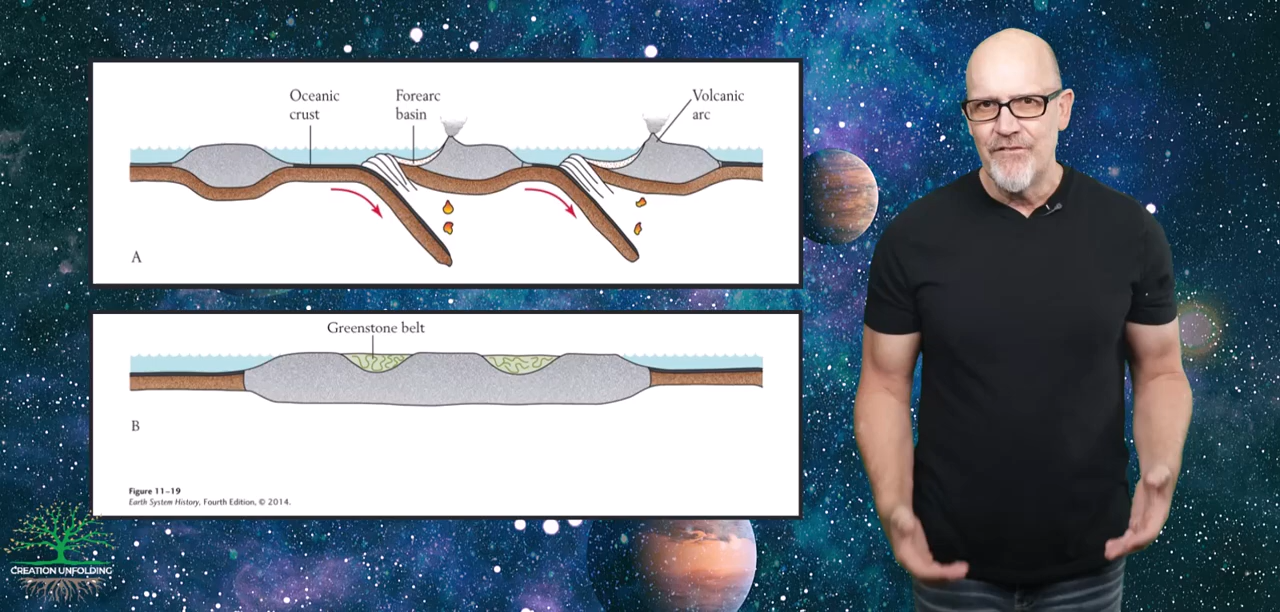 Oceanic
crust
Forearc
basin
Volcanic
arc
A
Greenstone belt
B
Figure 11–19
Earth System History, Fourth Edition, © 2014.
CREATION UNFOLDING